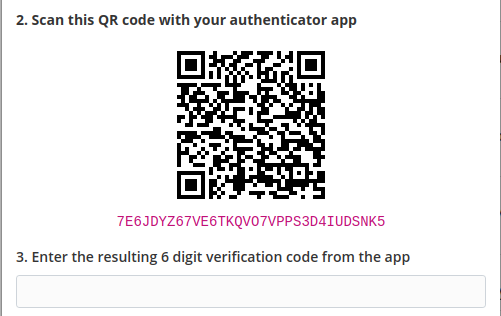 2. Scan this QR code with your authenticator app
7E6JDYZ67VE6TKQVO7VPPS3D4IUDSNK5
3. Enter the resulting 6 digit verification code from the app